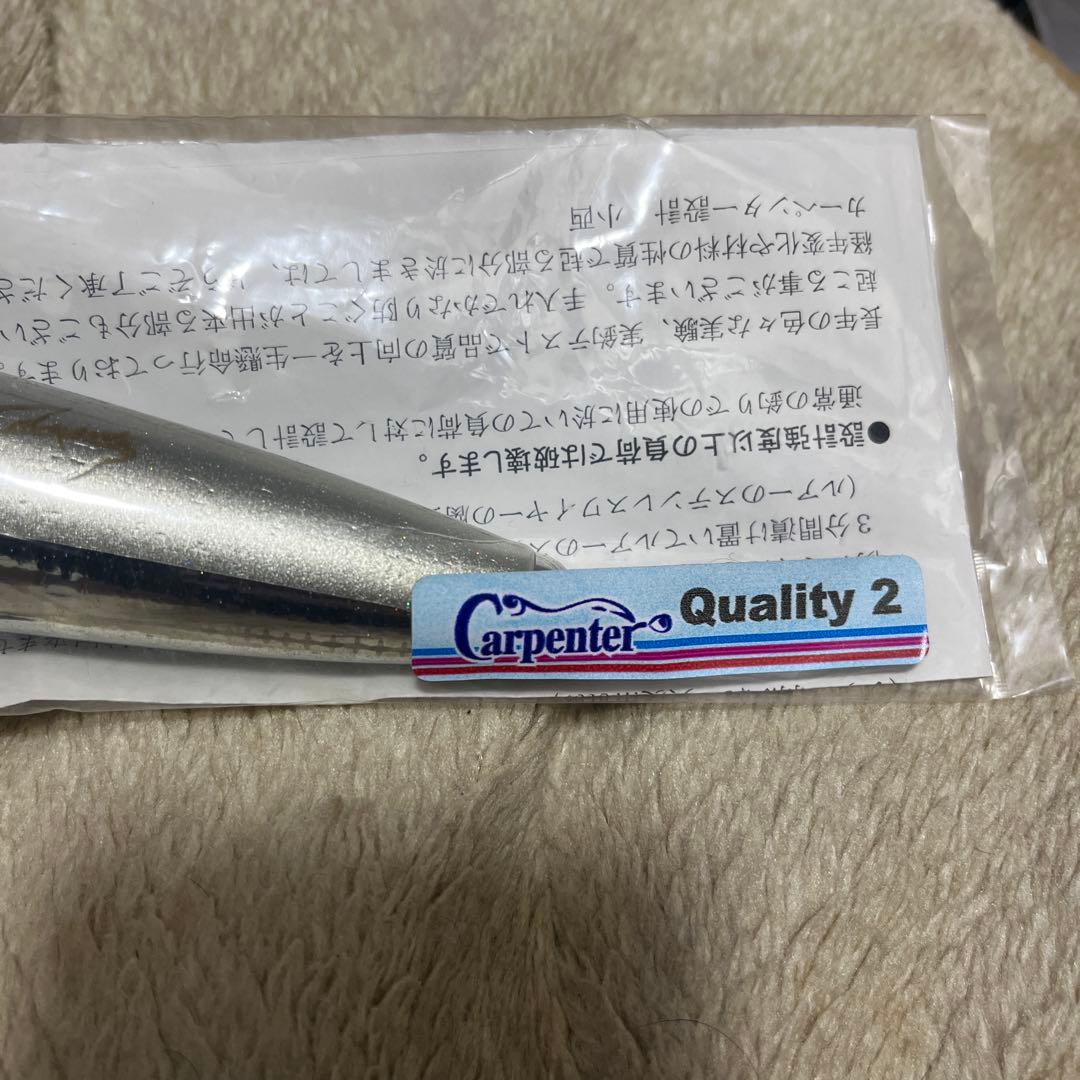 Carpenter Quality 2
3分間漬け置いてルアーのス
(ルアーのステンレスワイヤーの腐
●設計強度以上の負荷では破壊します。
通常の釣りでの使用に於いての負荷に対して設計して
長年の色々な実験、実釣テストで品質の向上を一生懸命行っております。
起こる事がございます。手入れでかなり防ぐことが出来る部分もござい
経年変化や材料の性質で起る部分に於きましては、どうぞご了承くださ
カーペンター設計 小西